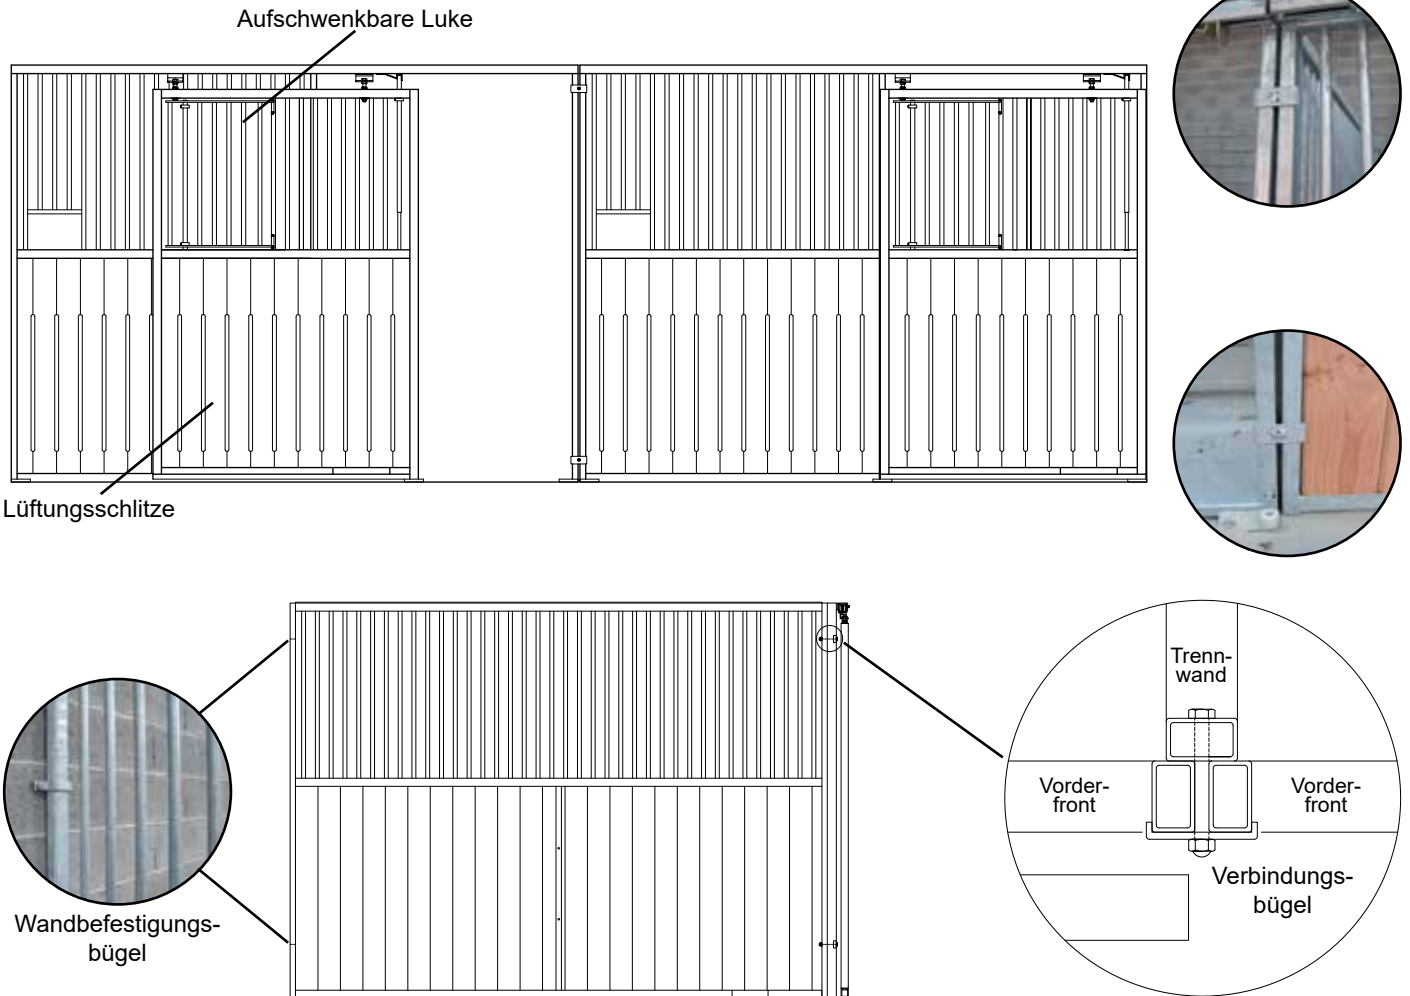 Aufschwenkbare Luke
Lüftungsschlitze
Wandbefestigungs-
bügel
Trenn-
wand
Vorder-
front
Vorder-
front
Verbindungs-
bügel